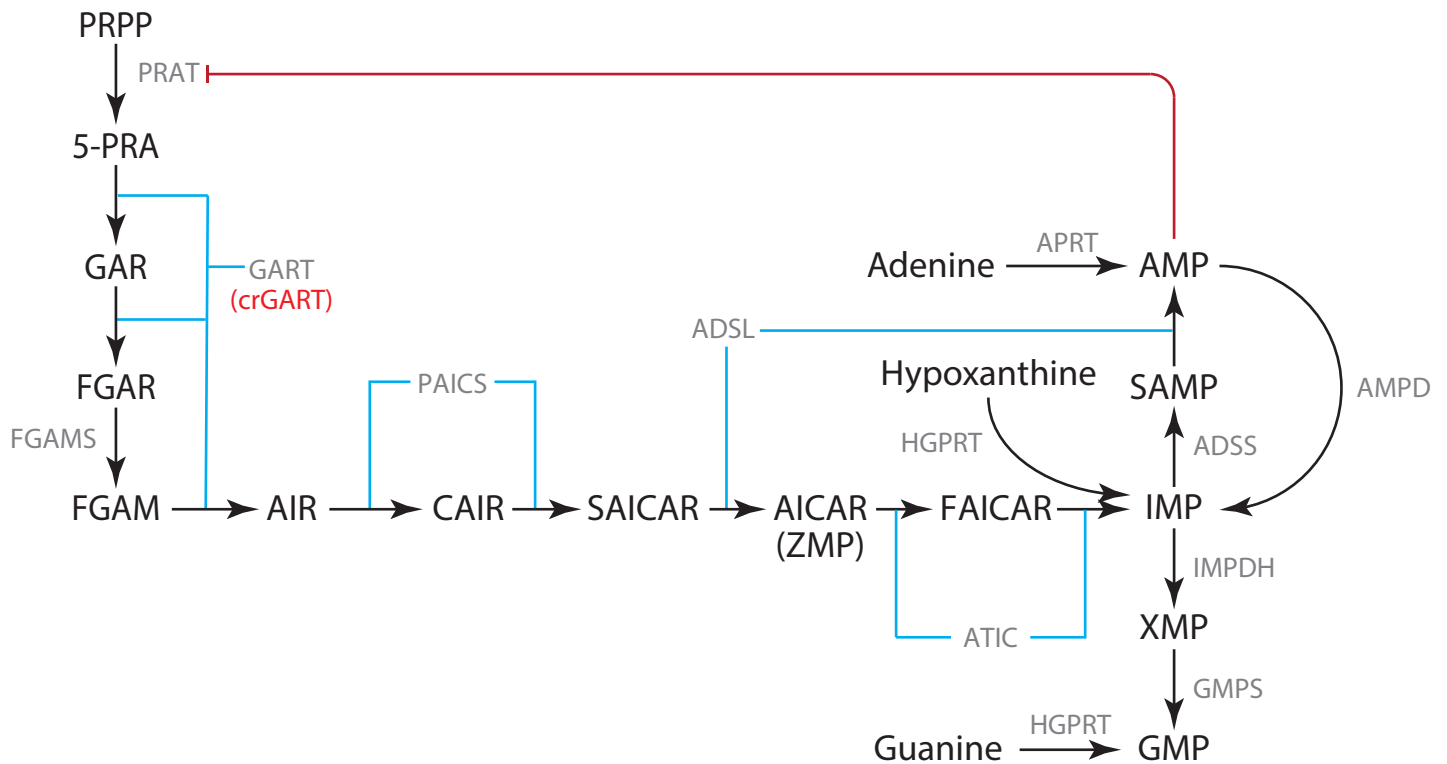 PRPP
PRAT
5-PRA
GAR
GART
(crGART)
Adenine
APRT
AMP
ADSL
FGAR
PAICS
Hypoxanthine
SAMP
AMPD
FGAMS
HGPRT
ADSS
FGAM
AIR
CAIR
SAICAR
AICAR
(ZMP)
FAICAR
IMP
IMPDH
ATIC
XMP
GMPS
Guanine
HGPRT
GMP